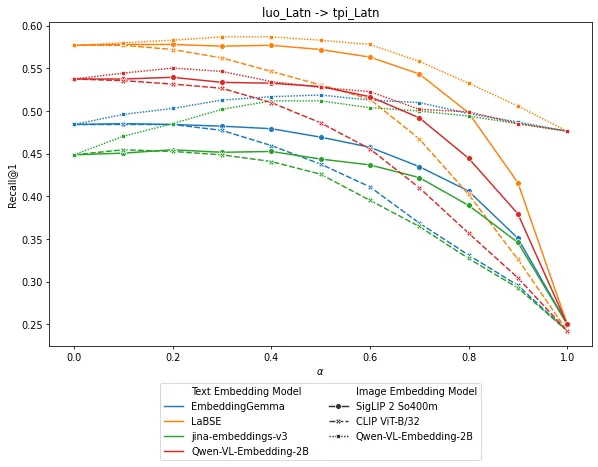 luo_Latn -> tpi_Latn
0.60
0.55
0.50
0.45
0.40
0.35
0.30
0.25
Recall@1
0.0
0.2
0.4
0.6
0.8
1.0
α
Text Embedding Model
EmbeddingGemma
LaBSE
jina-embeddings-v3
Qwen-VL-Embedding-2B
Image Embedding Model
SigLIP 2 So400m
CLIP ViT-B/32
Qwen-VL-Embedding-2B